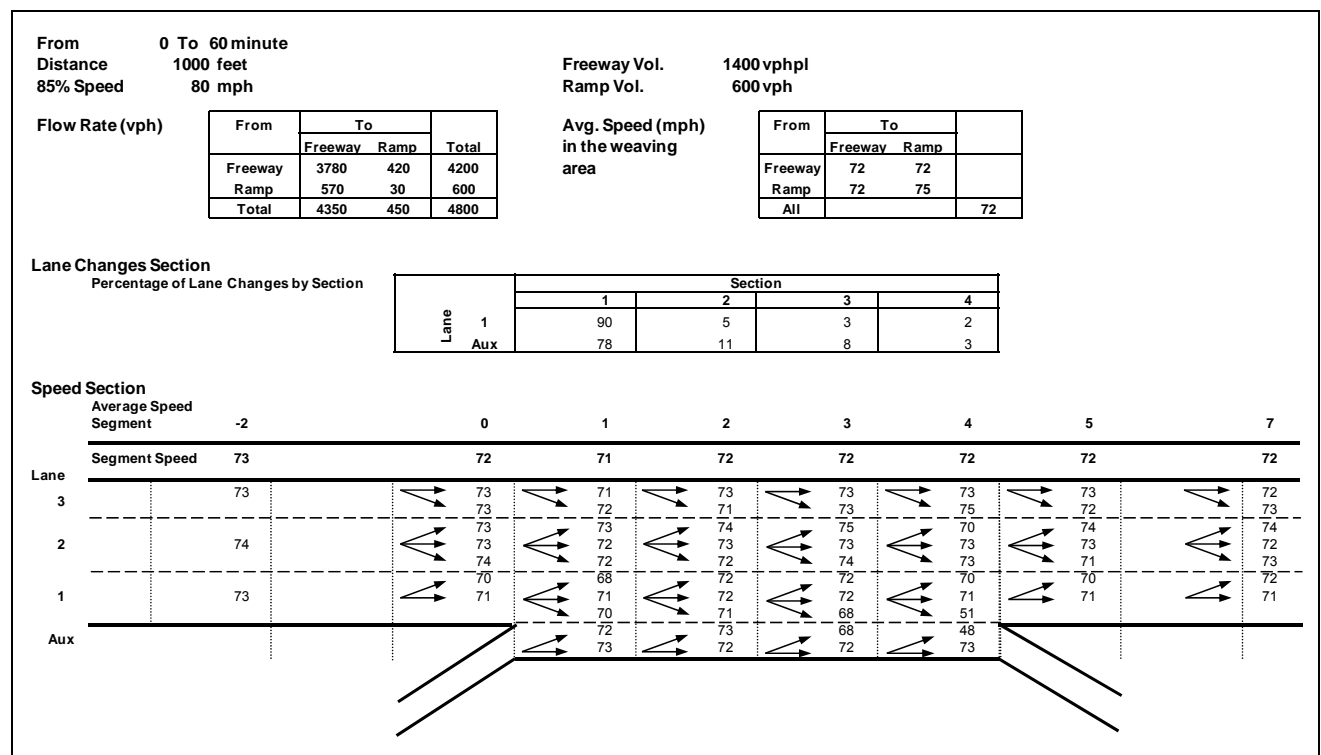 From 0 To 60 minute
Distance 1000 feet Freeway Vol. 1400 vphpl
85% Speed 80 mph Ramp Vol. 600 vph
Flow Rate (vph) From To Avg. Speed (mph) From To
Freeway Ramp Total in the weaving Freeway Ramp
Freeway 3780 420 4200 area Freeway 72 72
Ramp 570 30 600 Ramp 72 75
Total 4350 450 4800 All 72
Lane Changes Section
Percentage of Lane Changes by Section Section
1 2 3 4
Lane
1 90 5 3 2
Aux 78 11 8 3
Speed Section
Average Speed
Segment -2 0 1 2 3 4 5 7
Segment Speed 73 72 71 72 72 72 72 72
Lane
73 73 71 73 73 73 73 72
3
73 72 71 73 75 72 73
73 73 74 75 70 74 74
2 74 73 72 73 73 73 73 72
74 72 72 74 73 71 73
70 68 72 72 70 70 72
1 73 71 71 72 72 71 71 71
70 71 68 51
72 73 68 48
Aux
73 72 72 73